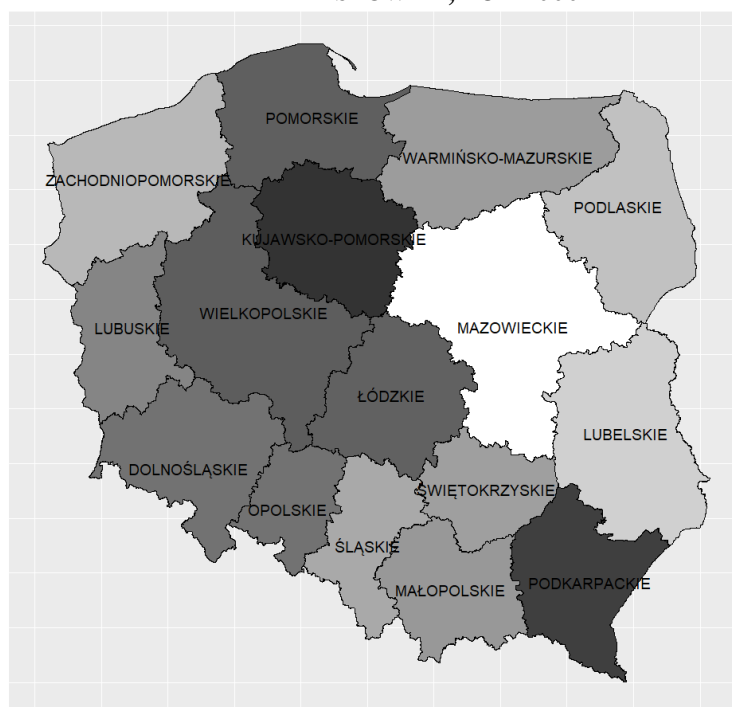 POMORSKIE
WARMIŃSKO-MAZURSKIE
ZACHODNIOPOMORSKIE
PODLASKIE
KUJAWSKO-POMORSKIE
WIELKOPOLSKIE
MAZOWIECKIE
LUBUSKIE
ŁÓDZKIE
LUBELSKIE
DOLNOŚLĄSKIE
ŚWIĘTOKRZYSKIE
OPOLSKIE
ŚLĄSKIE
PODKARPACKIE
MAŁOPOLSKIE